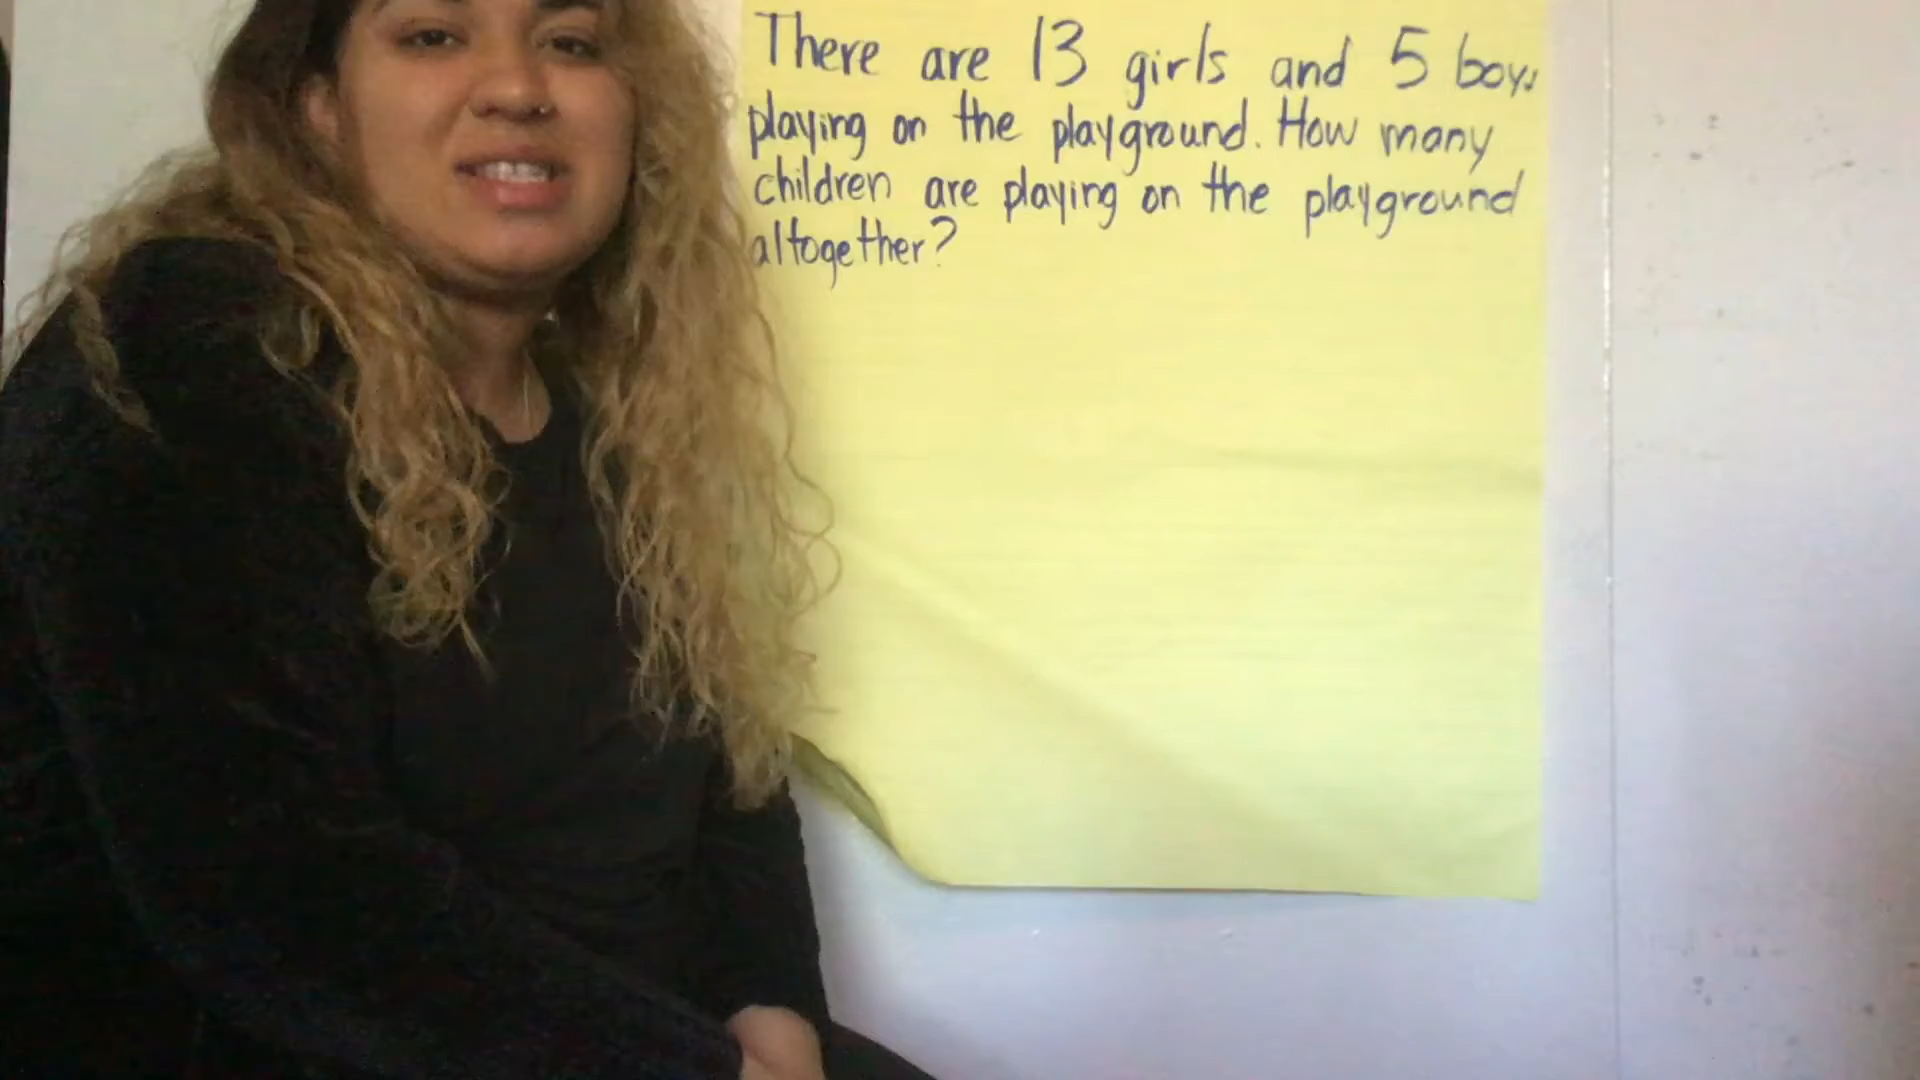 There are 13 girls and 5 boys
playing on the playground. How many
children are playing on the playground
altogether?